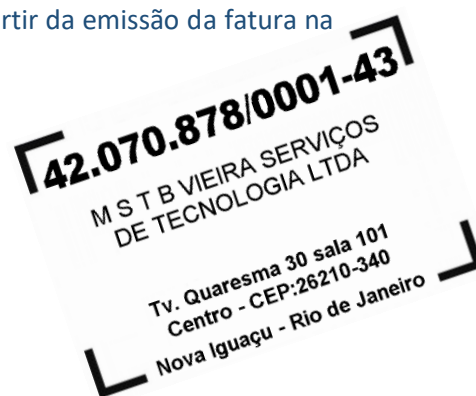 rtir da emissão da fatura na
42.070.878/0001-43
M S T B VIEIRA SERVIÇOS
DE TECNOLOGIA LTDA
Tv. Quaresma 30 sala 101
Centro - CEP:26210-340
Nova Iguaçu - Rio de Janeiro